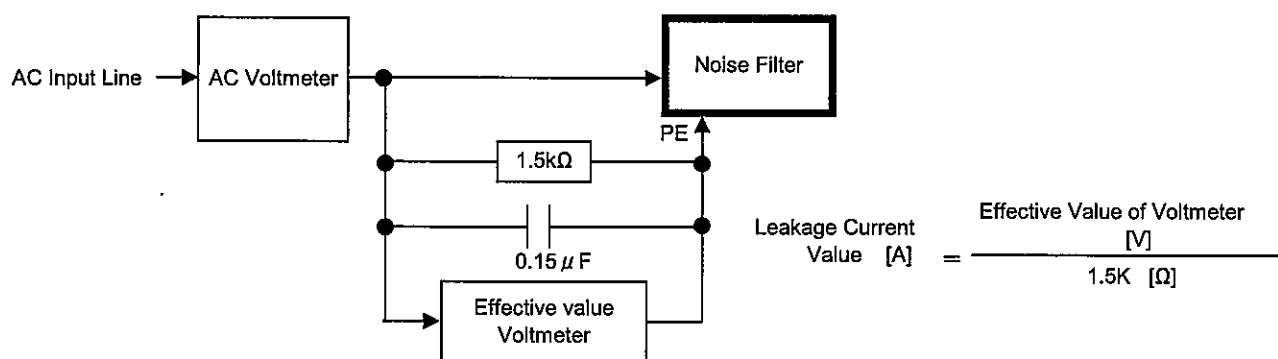 AC Input Line
AC Voltmeter
Noise Filter
PE
1.5kΩ
0.15μF
Effective value
Voltmeter
Leakage Current
Value [A]
=
Effective Value of Voltmeter
[V]
1.5K [Ω]